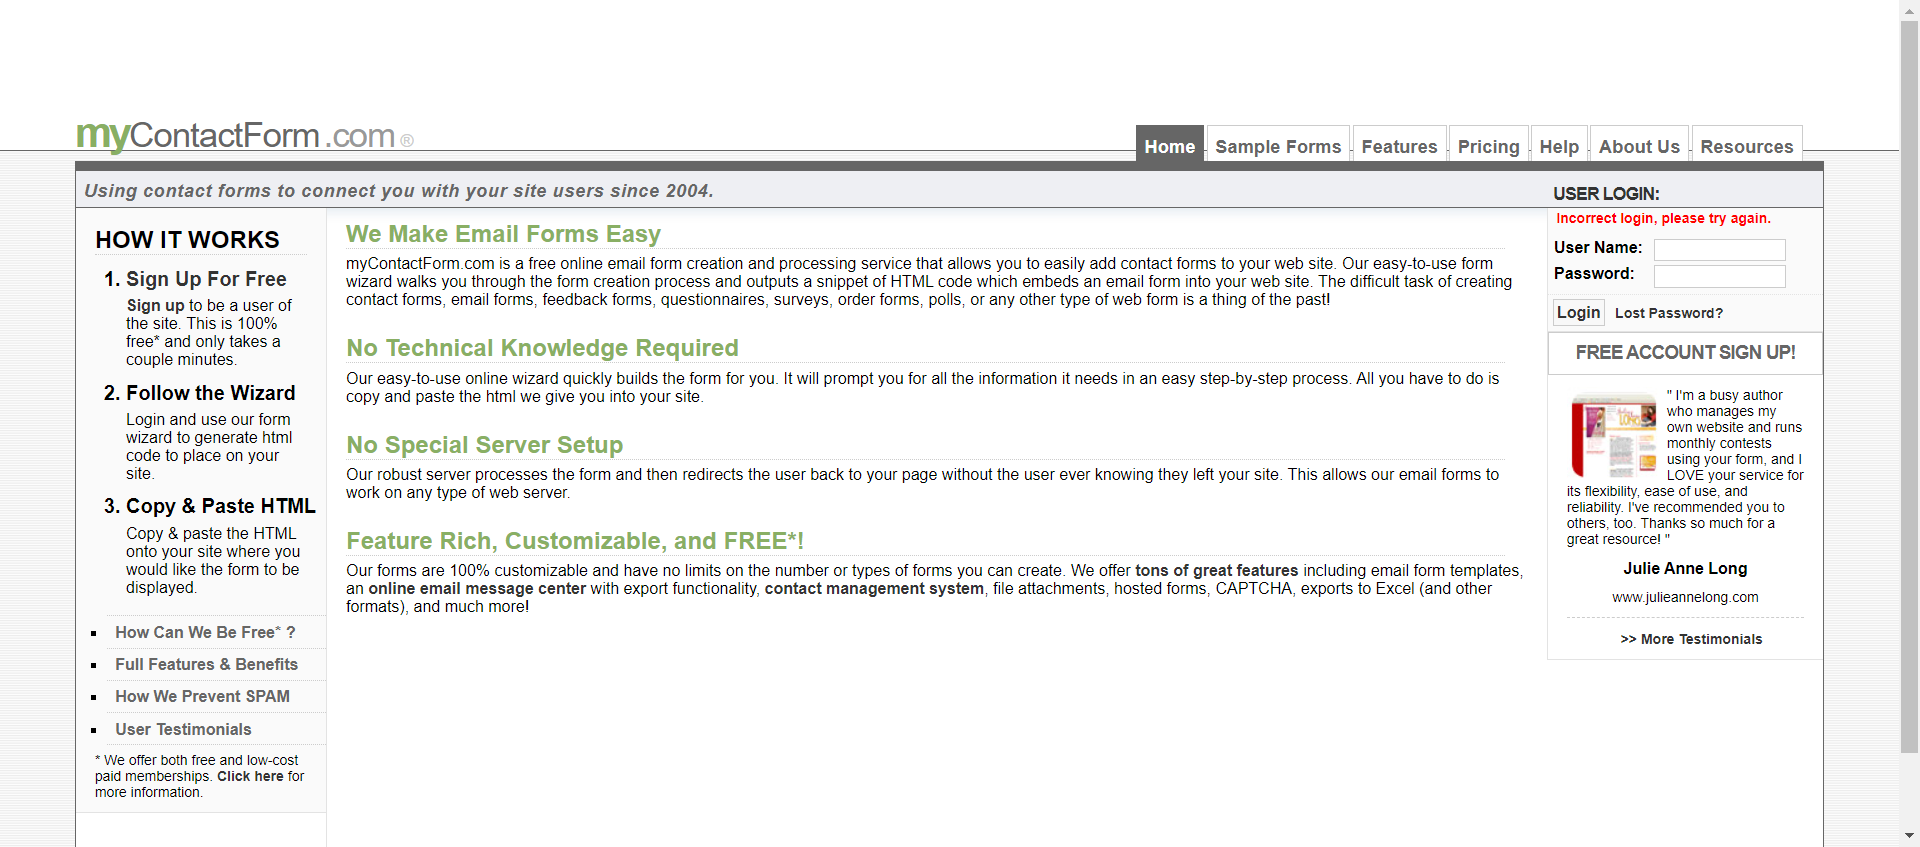 myContactForm.com ®
Home
Sample Forms
Features
Pricing
Help
About Us
Resources
Using contact forms to connect you with your site users since 2004.
HOW IT WORKS
1. Sign Up For Free
Sign up to be a user of
the site. This is 100%
free* and only takes a
couple minutes.
2. Follow the Wizard
Login and use our form
wizard to generate html
code to place on your
site.
3. Copy & Paste HTML
Copy & paste the HTML
onto your site where you
would like the form to be
displayed.
How Can We Be Free* ?
Full Features & Benefits
How We Prevent SPAM
User Testimonials
* We offer both free and low-cost
paid memberships. Click here for
more information.
We Make Email Forms Easy
myContactForm.com is a free online email form creation and processing service that allows you to easily add contact forms to your web site. Our easy-to-use form
wizard walks you through the form creation process and outputs a snippet of HTML code which embeds an email form into your web site. The difficult task of creating
contact forms, email forms, feedback forms, questionnaires, surveys, order forms, polls, or any other type of web form is a thing of the past!
No Technical Knowledge Required
Our easy-to-use online wizard quickly builds the form for you. It will prompt you for all the information it needs in an easy step-by-step process. All you have to do is
copy and paste the html we give you into your site.
No Special Server Setup
Our robust server processes the form and then redirects the user back to your page without the user ever knowing they left your site. This allows our email forms to
work on any type of web server.
Feature Rich, Customizable, and FREE*!
Our forms are 100% customizable and have no limits on the number or types of forms you can create. We offer tons of great features including email form templates,
an online email message center with export functionality, contact management system, file attachments, hosted forms, CAPTCHA, exports to Excel (and other
formats), and much more!
USER LOGIN:
Incorrect login, please try again.
User Name:
Password:
Login
Lost Password?
FREE ACCOUNT SIGN UP!
" I'm a busy author
who manages my
own website and runs
monthly contests
using your form, and I
LOVE your service for
its flexibility, ease of use, and
reliability. I've recommended you to
others, too. Thanks so much for a
great resource! "
Julie Anne Long
www.julieannelong.com
>> More Testimonials